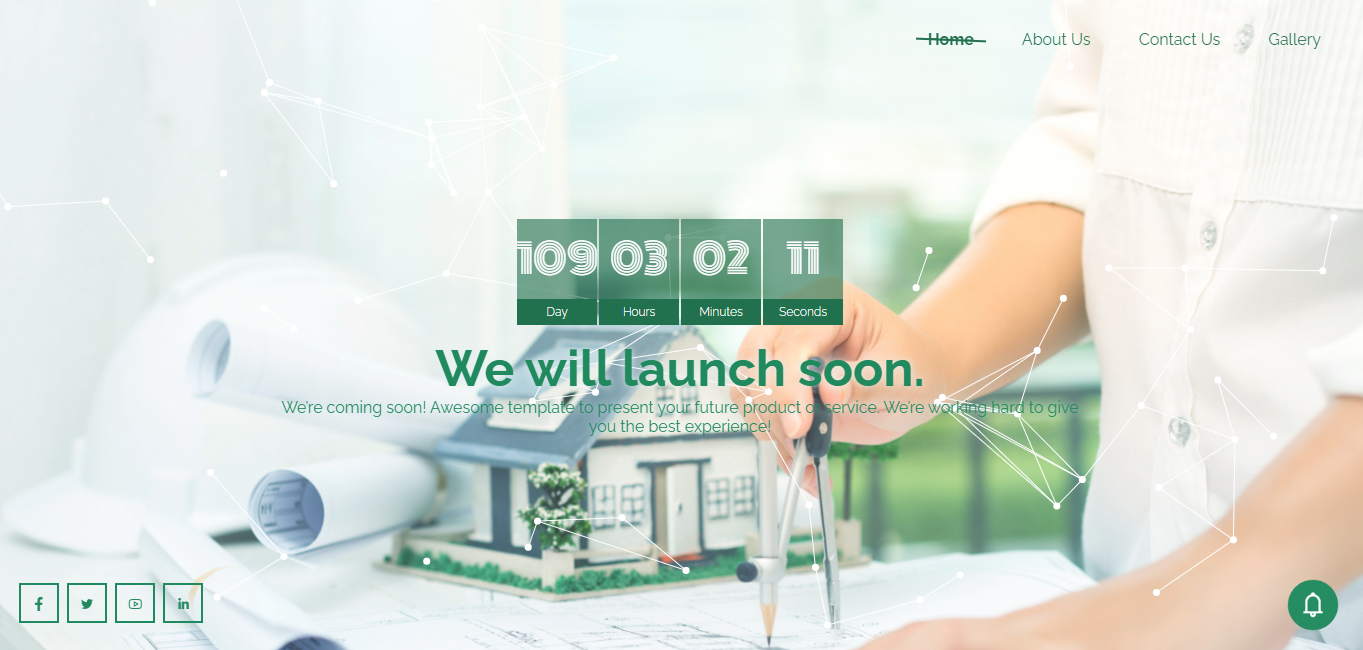 Home About Us Contact Us Gallery
109 03 02 11
Day Hours Minutes Seconds
We will launch soon.
We're coming soon! Awesome template to present your future product or service. We're working hard to give
you the best experience!